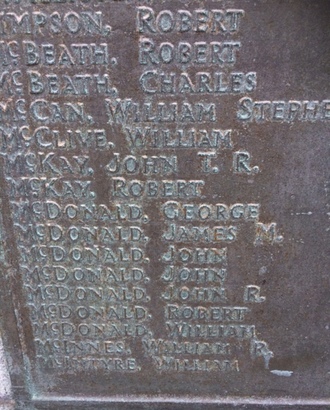 IMPSON, ROBERT
McBEATH, ROBERT
McBEATH, CHARLES
McCAN, WILLIAM STEPHE
McCLIVE, WILLIAM
McKAY, JOHN T. R.
McKAY, ROBERT
McDONALD, GEORGE
McDONALD, JAMES M.
McDONALD, JOHN
McDONALD, JOHN
McDONALD, JOHN R.
McDONALD, ROBERT
McDONALD, WILLIAM
McINNES, WILLIAM R.
McINTYRE, WILLIAM